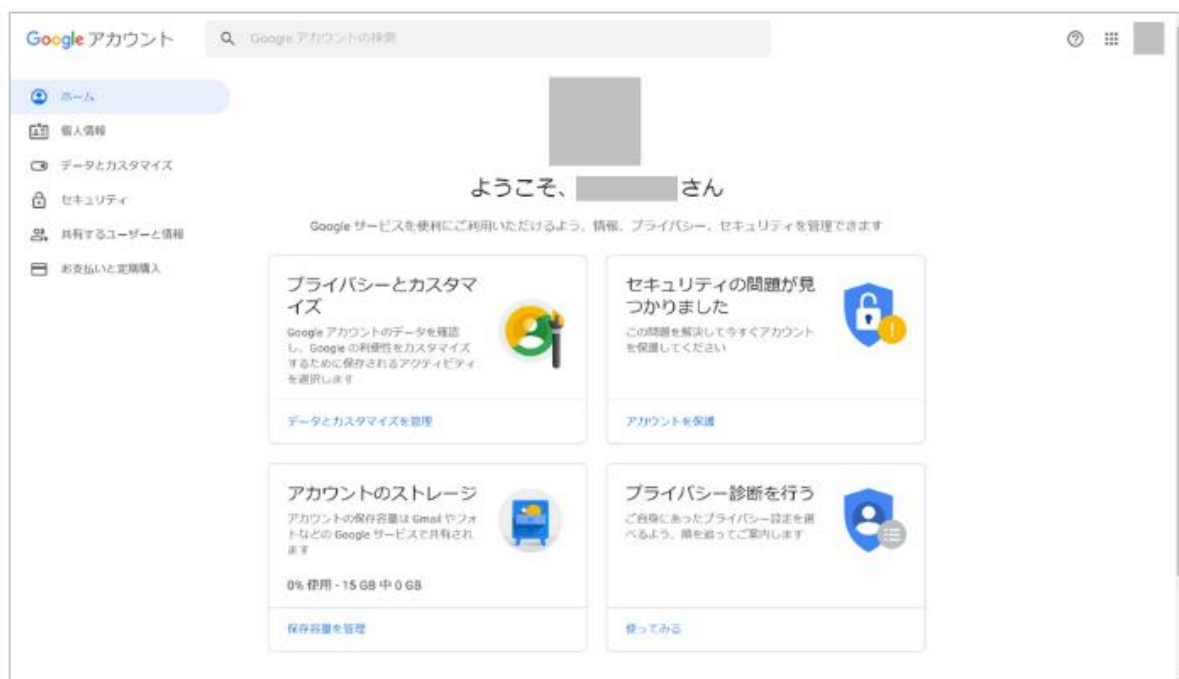 Google アカウント
Google アカウントの検索
ホーム
個人情報
データとカスタマイズ
セキュリティ
共有するユーザーと情報
お支払いと定期購入
ようこそ、 さん
Google サービスを便利にご利用いただけるよう、情報、プライバシー、セキュリティを管理できます
プライバシーとカスタマ
イズ
Google アカウントのデータを確認
し、Google の利便性をカスタマイズ
するために保存されるアクティビティ
を選択します
データとカスタマイズを管理
セキュリティの問題が見
つかりました
この問題を解決して今すぐアカウント
を保護してください
アカウントを保護
アカウントのストレージ
アカウントの保存容量は Gmail やフォ
トなどの Google サービスで共有され
ます
0% 使用 - 15 GB 中 0 GB
保存容量を管理
プライバシー診断を行う
ご自身にあったプライバシー設定を選
べるよう、順を追ってご案内します
使ってみる